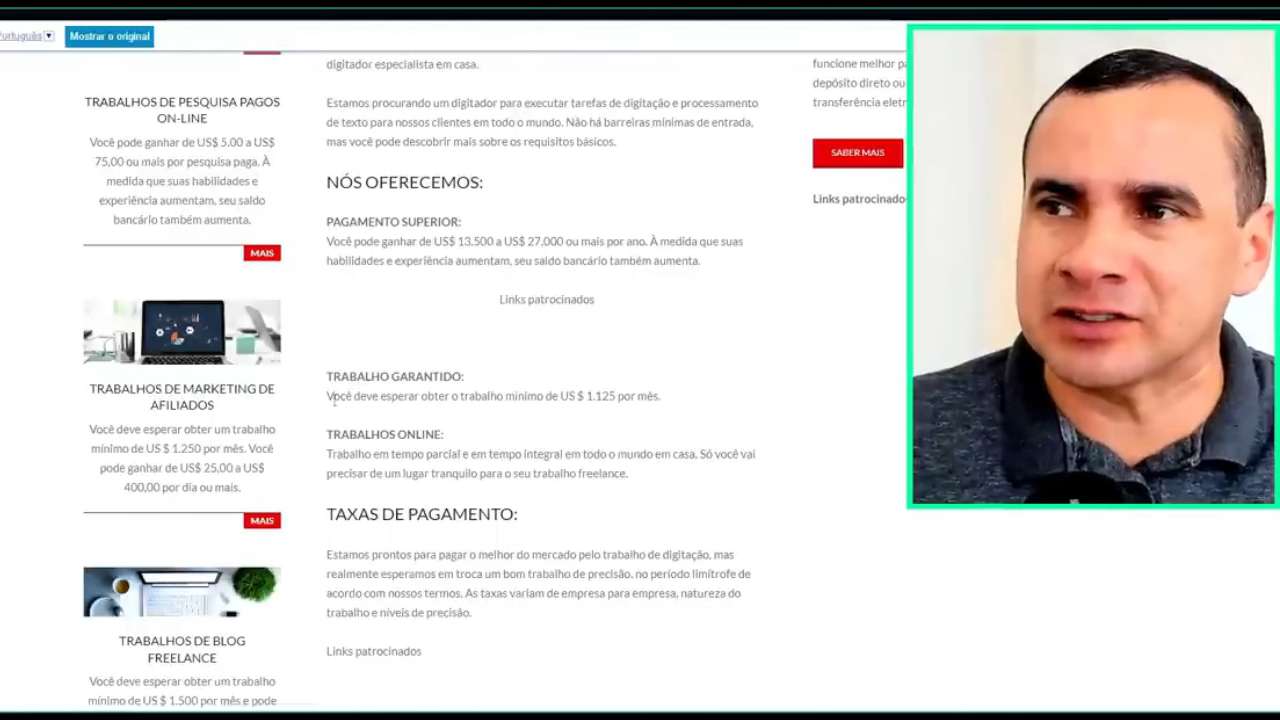 Português
Mostrar o original
TRABALHOS DE PESQUISA PAGOS
ON-LINE
Você pode ganhar de US$ 5,00 a US$
75,00 ou mais por pesquisa paga. À
medida que suas habilidades e
experiência aumentam, seu saldo
bancário também aumenta.
MAIS
TRABALHOS DE MARKETING DE
AFILIADOS
Você deve esperar obter um trabalho
mínimo de US $ 1.250 por mês. Você
pode ganhar de US$ 25,00 a US$
400,00 por dia ou mais.
MAIS
TRABALHOS DE BLOG
FREELANCE
Você deve esperar obter um trabalho
mínimo de US $ 1.500 por mês e pode
digitador especialista em casa.
Estamos procurando um digitador para executar tarefas de digitação e processamento
de texto para nossos clientes em todo o mundo. Não há barreiras mínimas de entrada,
mas você pode descobrir mais sobre os requisitos básicos.
NÓS OFERECEMOS:
PAGAMENTO SUPERIOR:
Você pode ganhar de US$ 13.500 a US$ 27.000 ou mais por ano. À medida que suas
habilidades e experiência aumentam, seu saldo bancário também aumenta.
Links patrocinados
TRABALHO GARANTIDO:
Você deve esperar obter o trabalho mínimo de US $ 1.125 por mês.
TRABALHOS ONLINE:
Trabalho em tempo parcial e em tempo integral em todo o mundo em casa. Só você vai
precisar de um lugar tranquilo para o seu trabalho freelance.
TAXAS DE PAGAMENTO:
Estamos prontos para pagar o melhor do mercado pelo trabalho de digitação, mas
realmente esperamos em troca um bom trabalho de precisão, no período limítrofe de
acordo com nossos termos. As taxas variam de empresa para empresa, natureza do
trabalho e níveis de precisão.
Links patrocinados
funcione melhor pa
depósito direto ou
transferência eletr
SABER MAIS
Links patrocinados